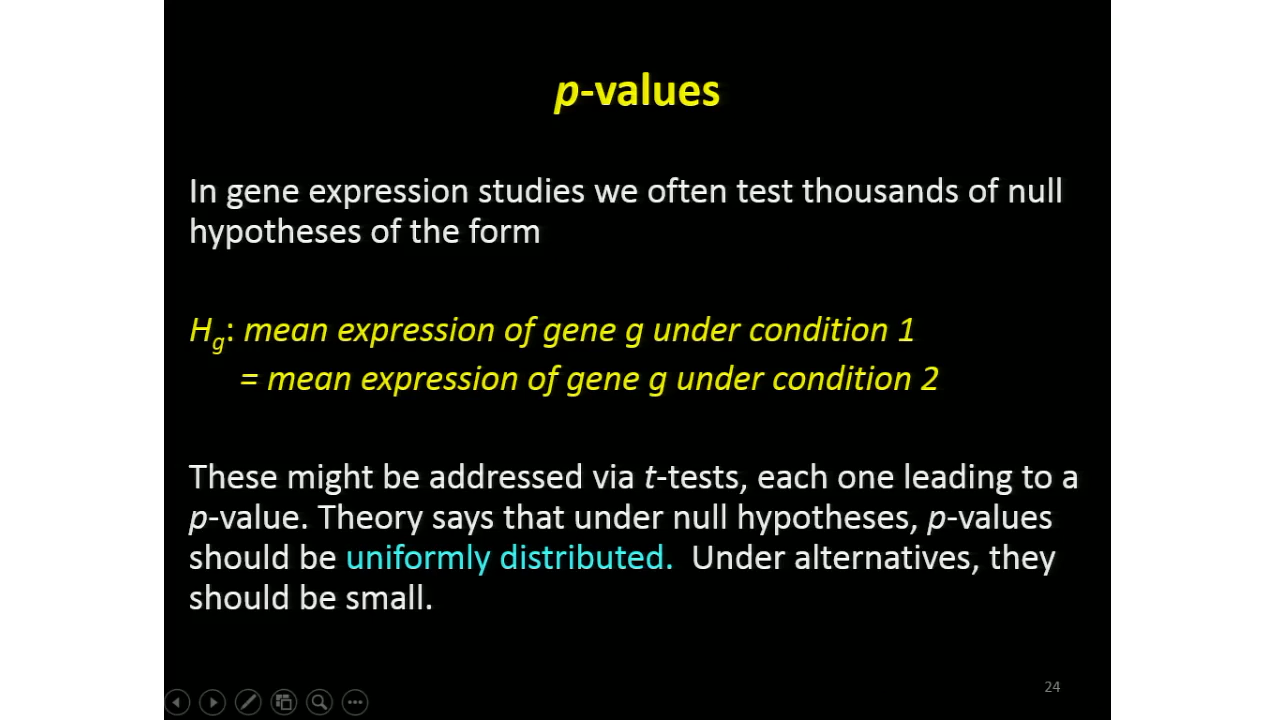 p-values
In gene expression studies we often test thousands of null
hypotheses of the form
Hg: mean expression of gene g under condition 1
= mean expression of gene g under condition 2
These might be addressed via t-tests, each one leading to a
p-value. Theory says that under null hypotheses, p-values
should be uniformly distributed. Under alternatives, they
should be small.
24